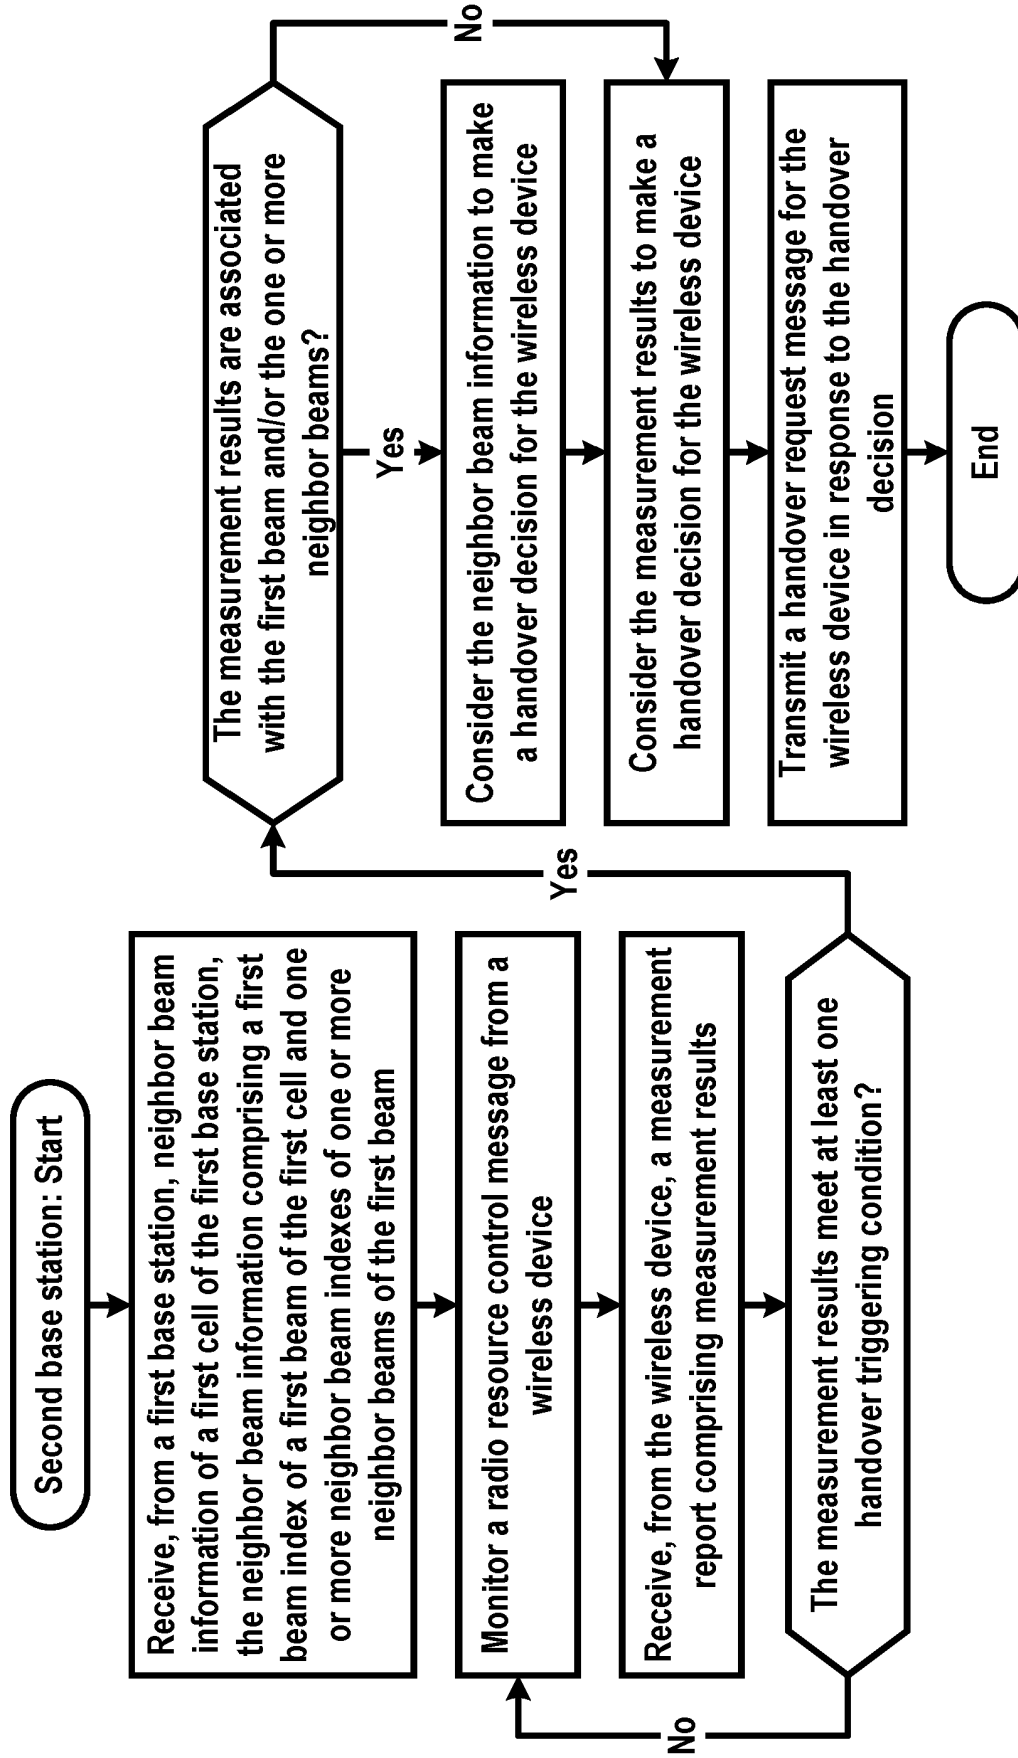 Second base station: Start
Receive, from a first base station, neighbor beam
information of a first cell of the first base station,
the neighbor beam information comprising a first
beam index of a first beam of the first cell and one
or more neighbor beam indexes of one or more
neighbor beams of the first beam
Monitor a radio resource control message from a
wireless device
Receive, from the wireless device, a measurement
report comprising measurement results
The measurement results meet at least one
handover triggering condition?
No
Yes
The measurement results are associated
with the first beam and/or the one or more
neighbor beams?
No
Yes
Consider the neighbor beam information to make
a handover decision for the wireless device
Consider the measurement results to make a
handover decision for the wireless device
Transmit a handover request message for the
wireless device in response to the handover
decision
End